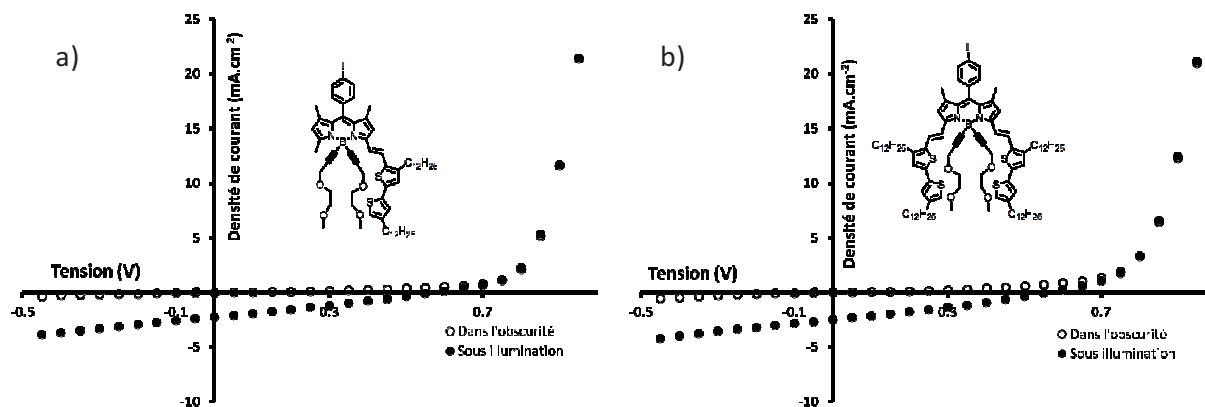 a)
Densité de courant (mA.cm-2)
25
20
15
10
5
0
-5
-10
Tension (V)
-0.5
-0.1
0.3
0.7
I
N
N
B
S
C12H25
O
O
S
O
O
C12H25
Dans l'obscurité
Sous illumination
b)
Densité de courant (mA.cm-2)
25
20
15
10
5
0
-5
-10
Tension (V)
-0.5
-0.1
0.3
0.7
I
N
N
B
C12H25
S
S
C12H25
O
O
S
S
O
O
C12H25
C12H25
Dans l'obscurité
Sous illumination